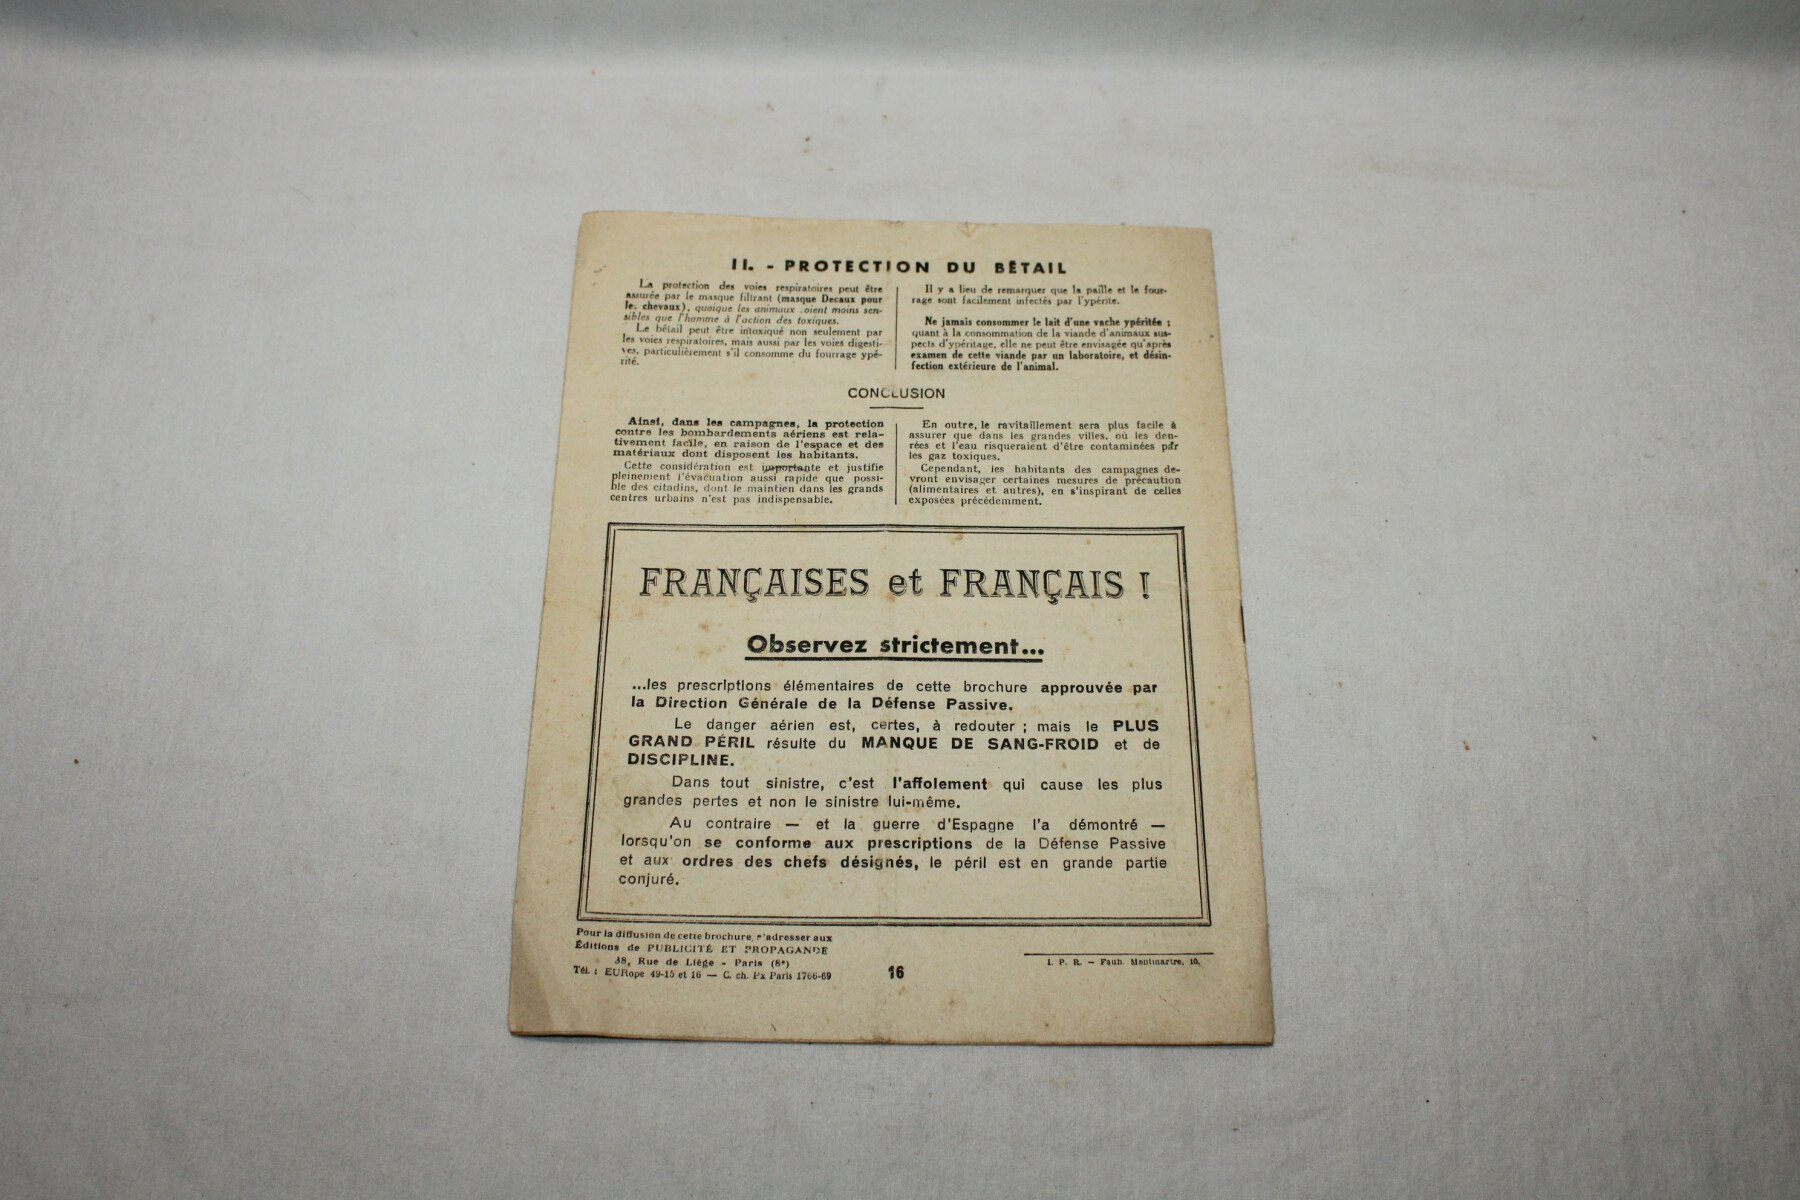 II. - PROTECTION DU BÉTAIL
La protection des voies respiratoires peut être
assurée par le masque filtrant (masque Decaux pour
les chevaux), quoique les animaux soient moins sen-
sibles que l'homme à l'action des toxiques.
Le bétail peut être intoxiqué non seulement par
les voies respiratoires, mais aussi par les voies digesti-
ves, particulièrement s'il consomme du fourrage ypé-
rité.
Il y a lieu de remarquer que la paille et le four-
rage sont facilement infectés par l'ypérite.
Ne jamais consommer le lait d'une vache ypéritée ;
quant à la consommation de la viande d'animaux sus-
pects d'ypéritage, elle ne peut être envisagée qu'après
examen de cette viande par un laboratoire, et désin-
fection extérieure de l'animal.
CONCLUSION
Ainsi, dans les campagnes, la protection
contre les bombardements aériens est rela-
tivement facile, en raison de l'espace et des
matériaux dont disposent les habitants.
Cette considération est importante et justifie
pleinement l'évacuation aussi rapide que possi-
ble des citadins, dont le maintien dans les grands
centres urbains n'est pas indispensable.
En outre, le ravitaillement sera plus facile à
assurer que dans les grandes villes, où les den-
rées et l'eau risqueraient d'être contaminées par
les gaz toxiques.
Cependant, les habitants des campagnes de-
vront envisager certaines mesures de précaution
(alimentaires et autres), en s'inspirant de celles
exposées précédemment.
FRANÇAISES et FRANÇAIS !
Observez strictement...
...les prescriptions élémentaires de cette brochure approuvée par
la Direction Générale de la Défense Passive.
Le danger aérien est, certes, à redouter ; mais le PLUS
GRAND PÉRIL résulte du MANQUE DE SANG-FROID et de
DISCIPLINE.
Dans tout sinistre, c'est l'affolement qui cause les plus
grandes pertes et non le sinistre lui-même.
Au contraire — et la guerre d'Espagne l'a démontré —
lorsqu'on se conforme aux prescriptions de la Défense Passive
et aux ordres des chefs désignés, le péril est en grande partie
conjuré.
Pour la diffusion de cette brochure, s'adresser aux
Éditions de PUBLICITÉ ET PROPAGANDE
38, Rue de Liége - Paris (8e)
Tél. : EURope 49-15 et 16 — C. ch. Px Paris 1766-69
16
I. P. R. — Faub. Montmartre, 10.